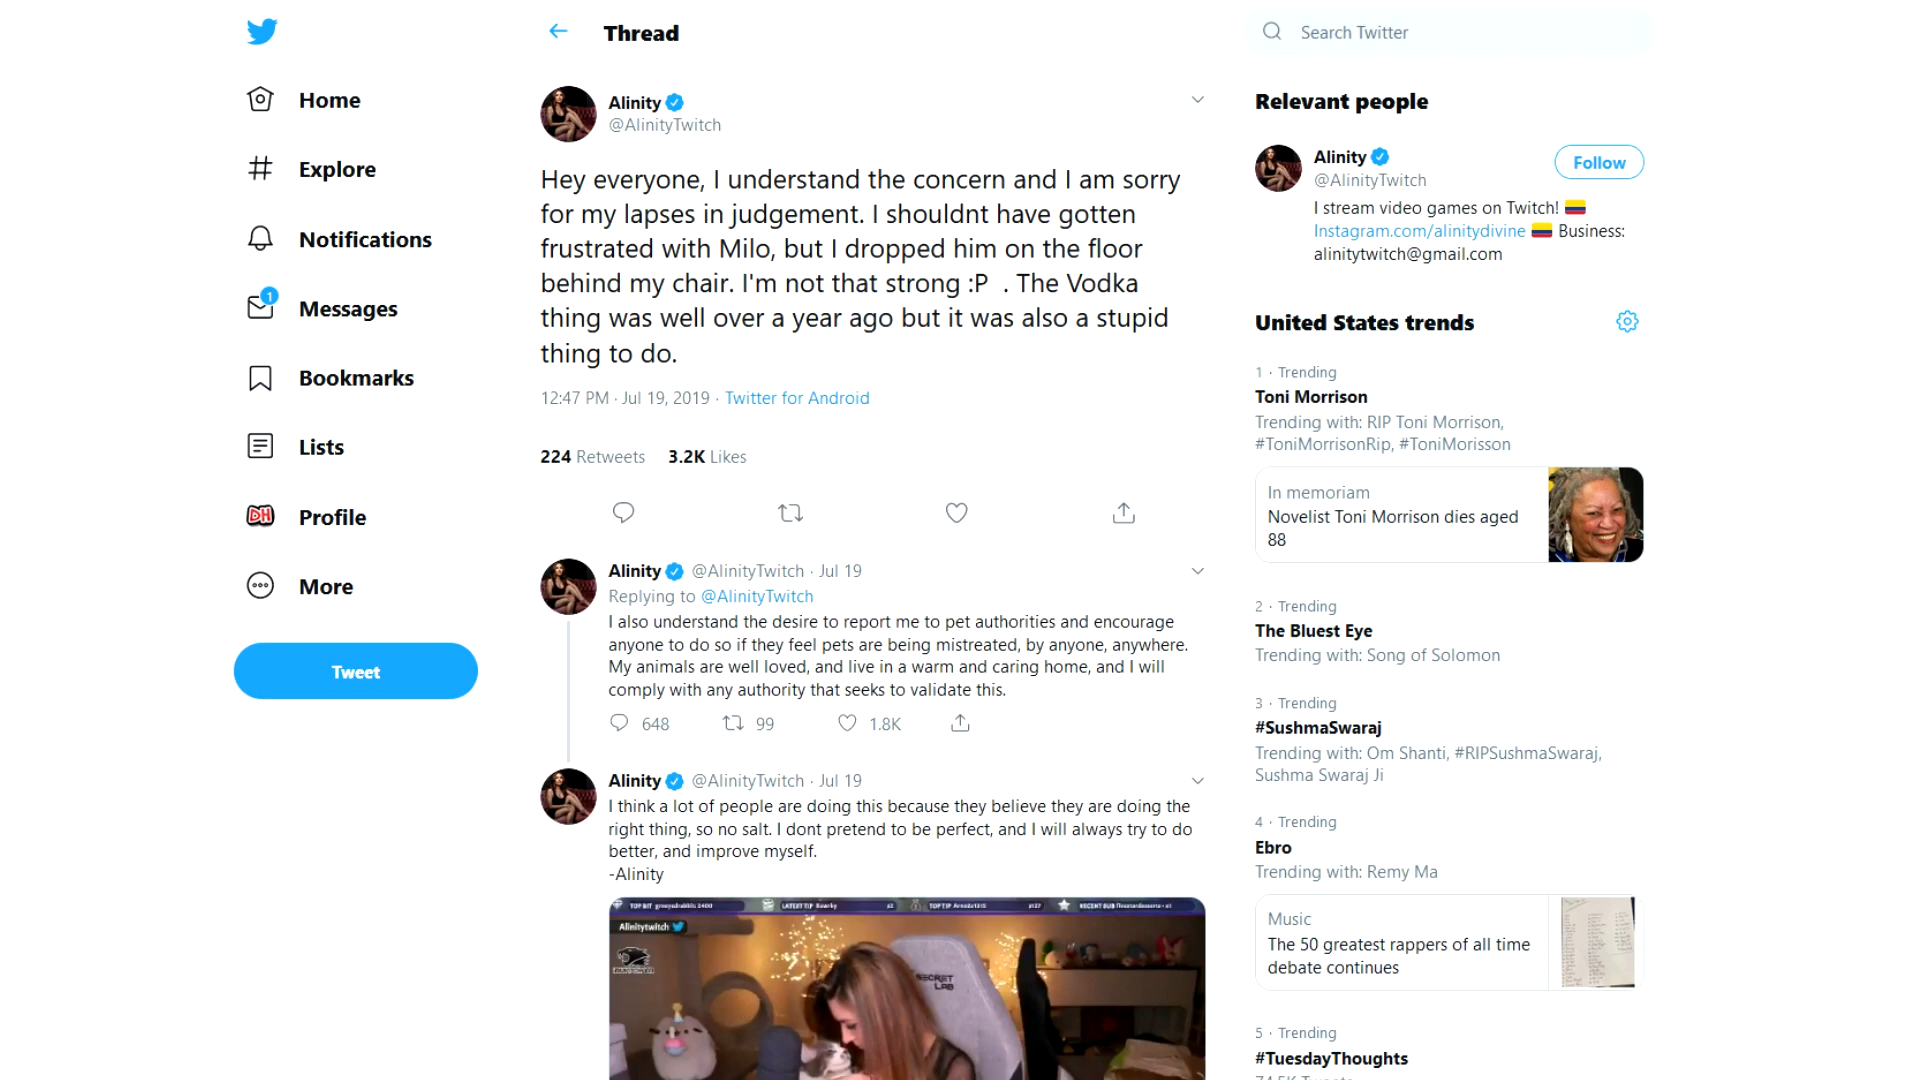 Home
Explore
Notifications
1
Messages
Bookmarks
Lists
DH
Profile
More
Tweet
Thread
Alinity
@AlinityTwitch
Hey everyone, I understand the concern and I am sorry
for my lapses in judgement. I shouldnt have gotten
frustrated with Milo, but I dropped him on the floor
behind my chair. I'm not that strong :P . The Vodka
thing was well over a year ago but it was also a stupid
thing to do.
12:47 PM · Jul 19, 2019 · Twitter for Android
224 Retweets 3.2K Likes
Alinity @AlinityTwitch · Jul 19
Replying to @AlinityTwitch
I also understand the desire to report me to pet authorities and encourage
anyone to do so if they feel pets are being mistreated, by anyone, anywhere.
My animals are well loved, and live in a warm and caring home, and I will
comply with any authority that seeks to validate this.
648 99 1.8K
Alinity @AlinityTwitch · Jul 19
I think a lot of people are doing this because they believe they are doing the
right thing, so no salt. I dont pretend to be perfect, and I will always try to do
better, and improve myself.
-Alinity
TOP BIT
LATEST TIP
TOP TIP
RECENT SUB
Alinitytwitch
SECRET
LAB
Search Twitter
Relevant people
Alinity
@AlinityTwitch
Follow
I stream video games on Twitch!
Instagram.com/alinitydivine Business:
alinitytwitch@gmail.com
United States trends
1 · Trending
Toni Morrison
Trending with: RIP Toni Morrison,
#ToniMorrisonRip, #ToniMorisson
In memoriam
Novelist Toni Morrison dies aged
88
2 · Trending
The Bluest Eye
Trending with: Song of Solomon
3 · Trending
#SushmaSwaraj
Trending with: Om Shanti, #RIPSushmaSwaraj,
Sushma Swaraj Ji
4 · Trending
Ebro
Trending with: Remy Ma
Music
The 50 greatest rappers of all time
debate continues
5 · Trending
#TuesdayThoughts